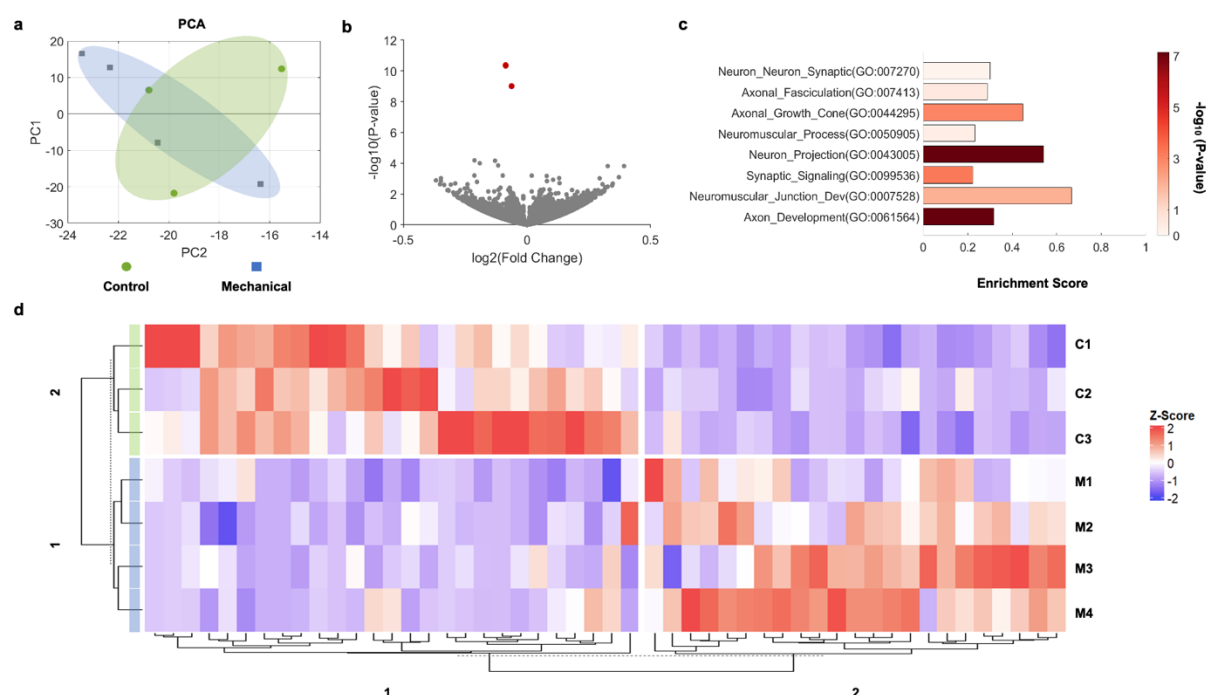 a
PCA
20
10
0
-10
-20
-30
PC1
-24
-22
-20
-18
-16
-14
PC2
Control
Mechanical
b
12
10
8
6
4
2
0
-log10(P-value)
-0.5
0
0.5
log2(Fold Change)
c
Neuron_Neuron_Synaptic(GO:007270)
Axonal_Fasciculation(GO:007413)
Axonal_Growth_Cone(GO:0044295)
Neuromuscular_Process(GO:0050905)
Neuron_Projection(GO:0043005)
Synaptic_Signaling(GO:0099536)
Neuromuscular_Junction_Dev(GO:0007528)
Axon_Development(GO:0061564)
0
0.2
0.4
0.6
0.8
1
Enrichment Score
7
5
3
1
0
-log10 (P-value)
d
2
1
C1
C2
C3
M1
M2
M3
M4
Z-Score
2
1
0
-1
-2
1
2